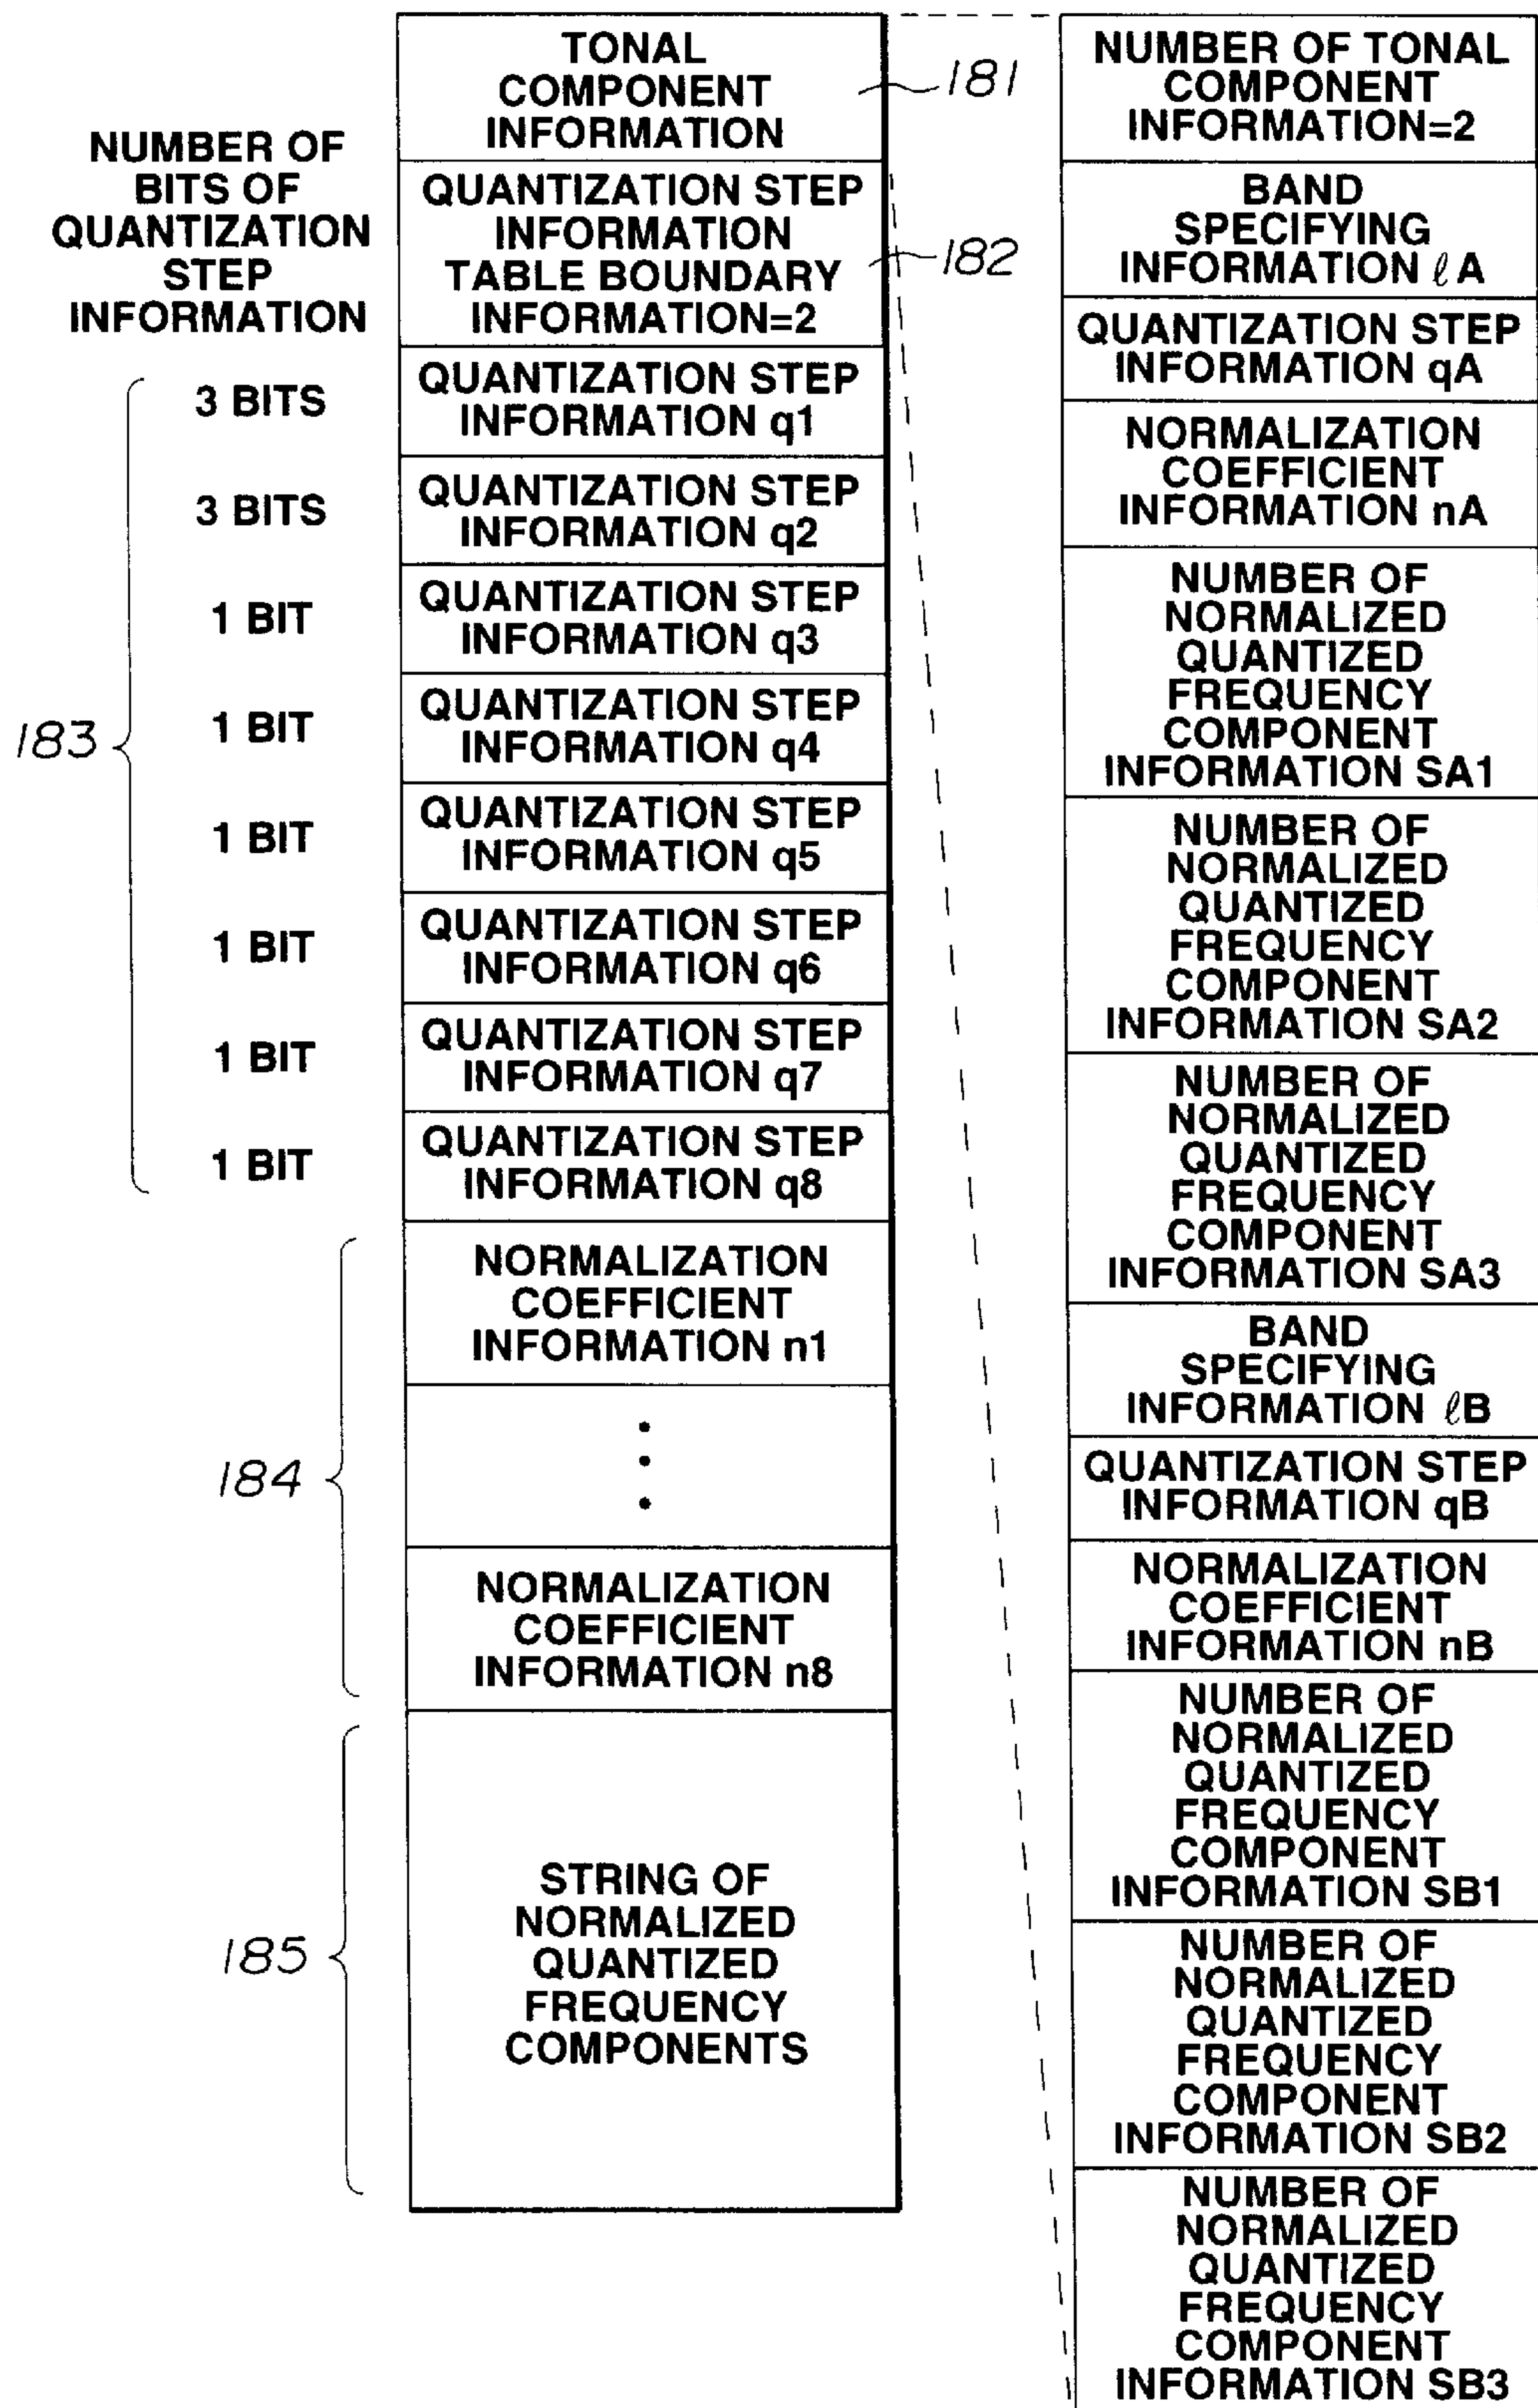 NUMBER OF
BITS OF
QUANTIZATION
STEP
INFORMATION
183
3 BITS
3 BITS
1 BIT
1 BIT
1 BIT
1 BIT
1 BIT
1 BIT
184
185
TONAL
COMPONENT
INFORMATION
181
QUANTIZATION STEP
INFORMATION
TABLE BOUNDARY
INFORMATION=2
182
QUANTIZATION STEP
INFORMATION q1
QUANTIZATION STEP
INFORMATION q2
QUANTIZATION STEP
INFORMATION q3
QUANTIZATION STEP
INFORMATION q4
QUANTIZATION STEP
INFORMATION q5
QUANTIZATION STEP
INFORMATION q6
QUANTIZATION STEP
INFORMATION q7
QUANTIZATION STEP
INFORMATION q8
NORMALIZATION
COEFFICIENT
INFORMATION n1
NORMALIZATION
COEFFICIENT
INFORMATION n8
STRING OF
NORMALIZED
QUANTIZED
FREQUENCY
COMPONENTS
NUMBER OF TONAL
COMPONENT
INFORMATION=2
BAND
SPECIFYING
INFORMATION ℓA
QUANTIZATION STEP
INFORMATION qA
NORMALIZATION
COEFFICIENT
INFORMATION nA
NUMBER OF
NORMALIZED
QUANTIZED
FREQUENCY
COMPONENT
INFORMATION SA1
NUMBER OF
NORMALIZED
QUANTIZED
FREQUENCY
COMPONENT
INFORMATION SA2
NUMBER OF
NORMALIZED
QUANTIZED
FREQUENCY
COMPONENT
INFORMATION SA3
BAND
SPECIFYING
INFORMATION ℓB
QUANTIZATION STEP
INFORMATION qB
NORMALIZATION
COEFFICIENT
INFORMATION nB
NUMBER OF
NORMALIZED
QUANTIZED
FREQUENCY
COMPONENT
INFORMATION SB1
NUMBER OF
NORMALIZED
QUANTIZED
FREQUENCY
COMPONENT
INFORMATION SB2
NUMBER OF
NORMALIZED
QUANTIZED
FREQUENCY
COMPONENT
INFORMATION SB3